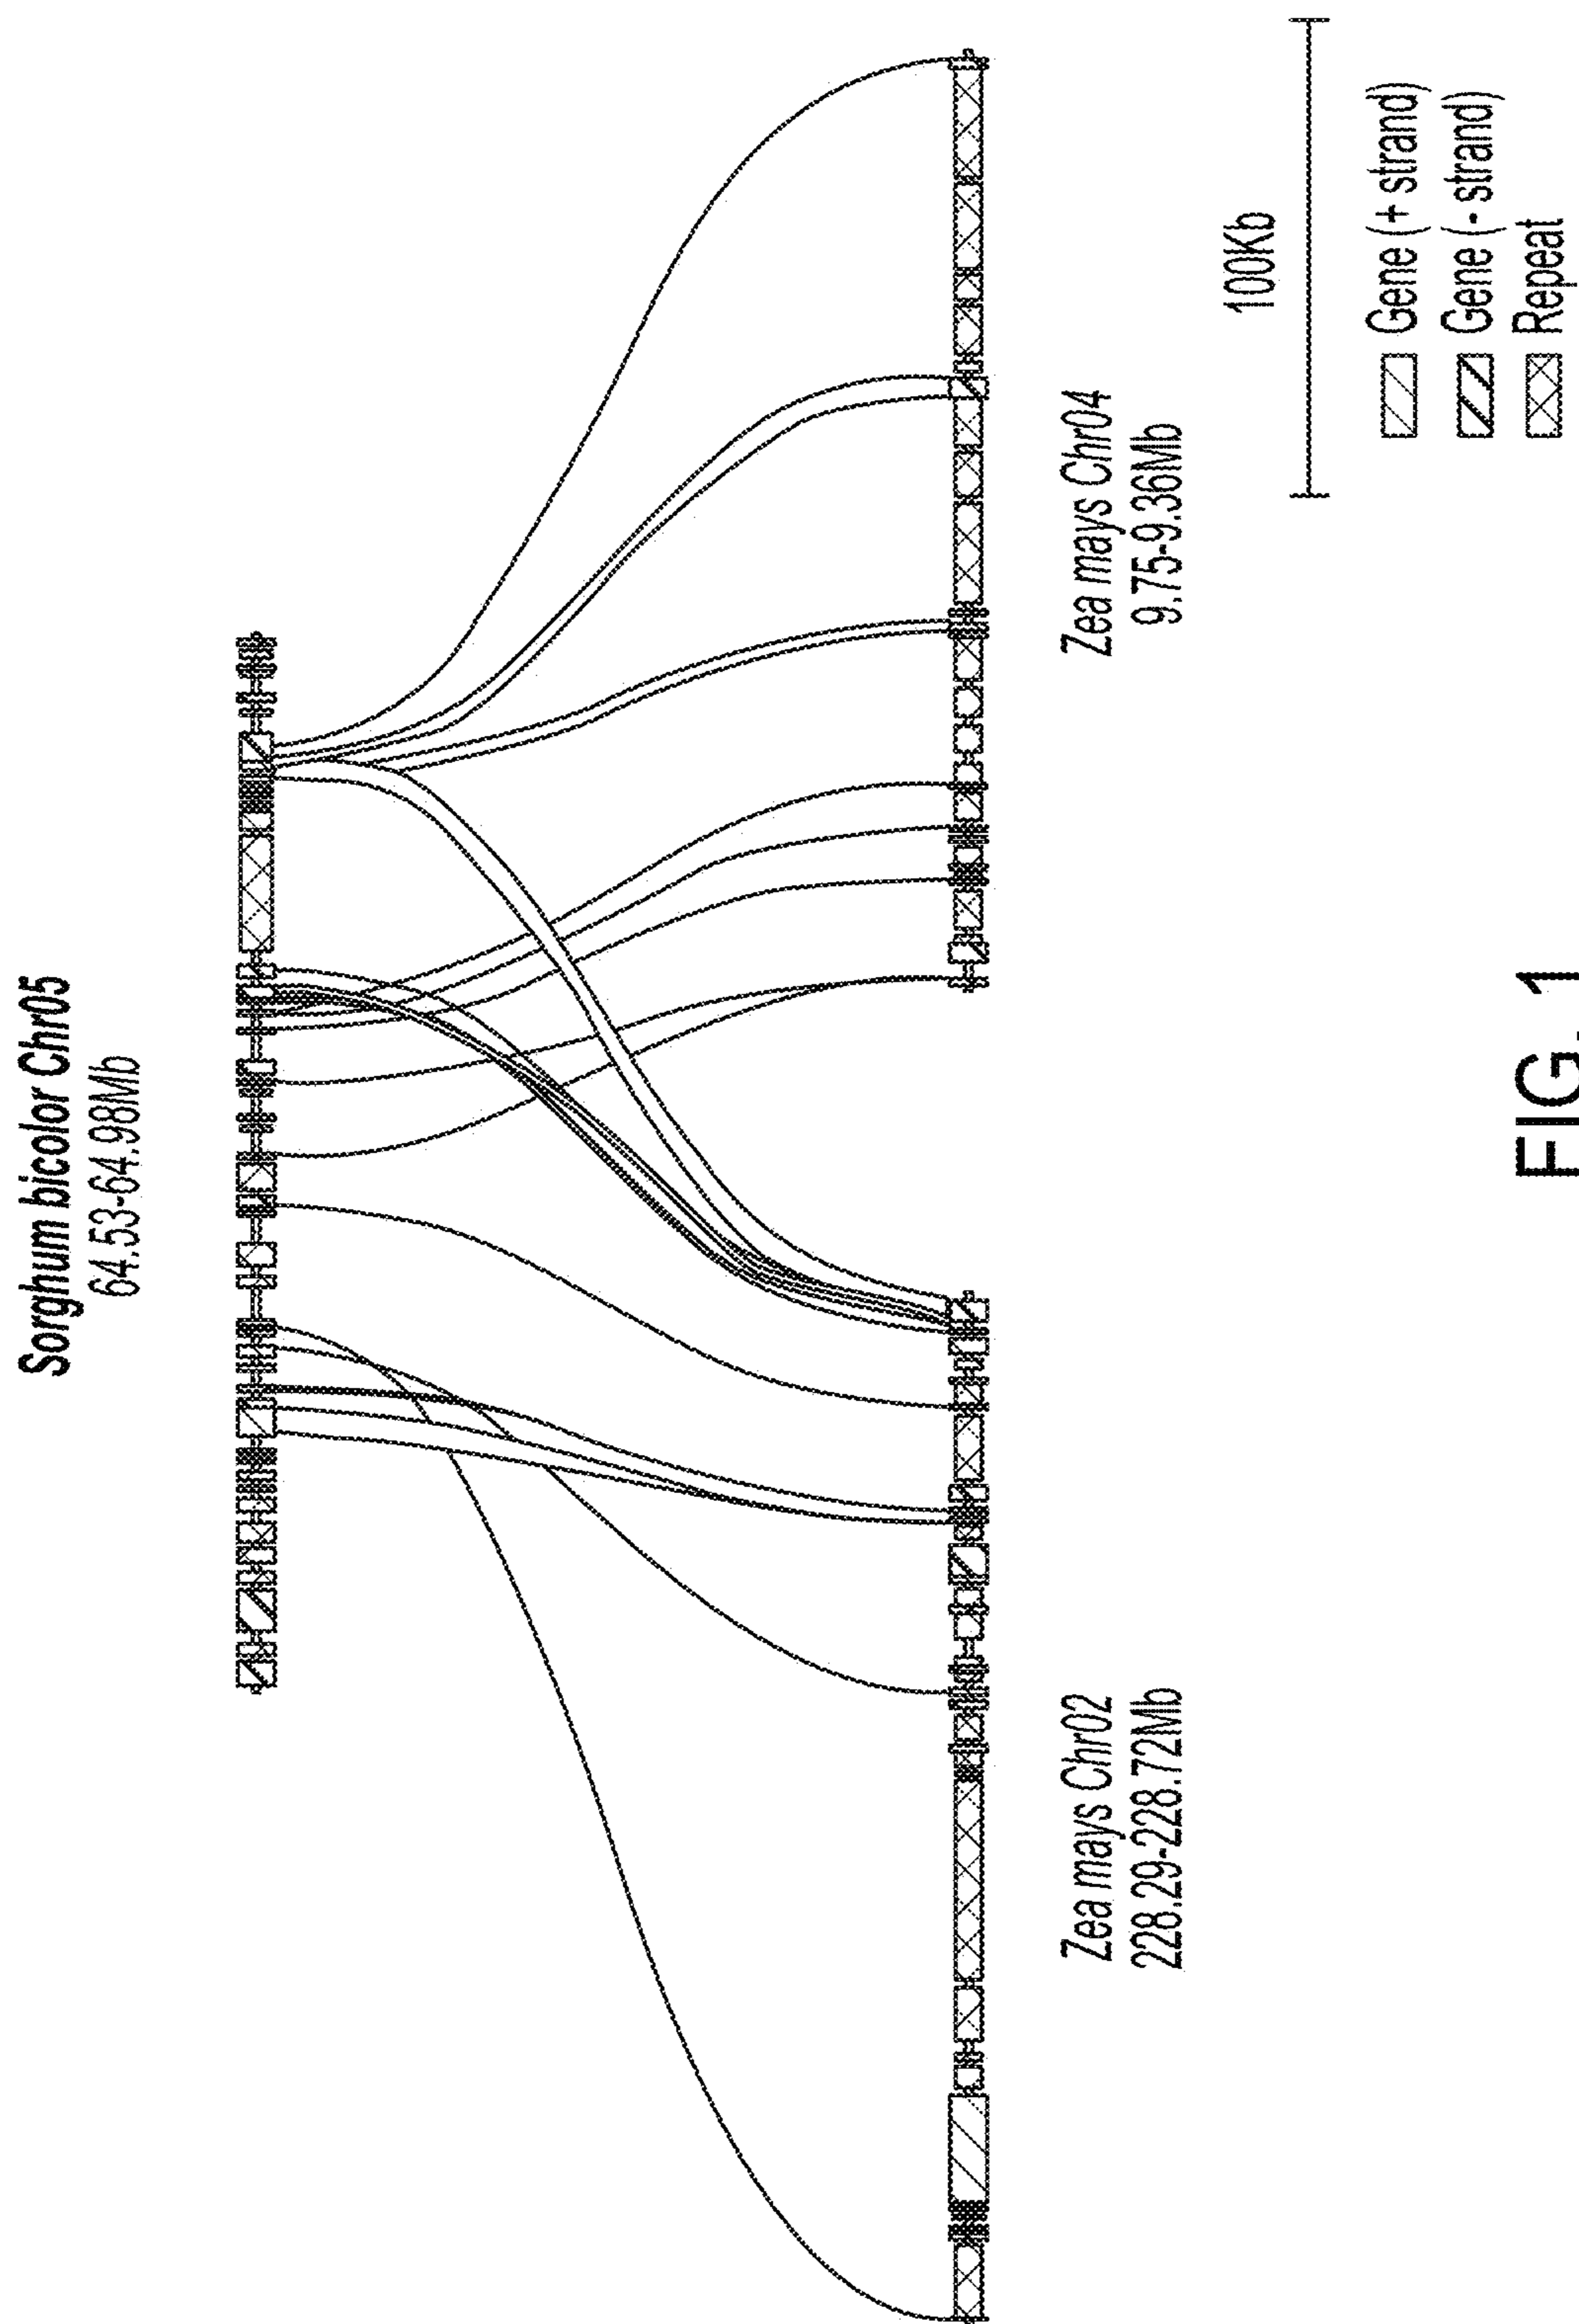 Sorghum bicolor Chr05
64.53-64.98Mb
Zea mays Chr02
228.29-228.72Mb
Zea mays Chr04
9.75-9.36Mb
100Kb
Gene (+ strand)
Gene (- strand)
Repeat
FIG. 1